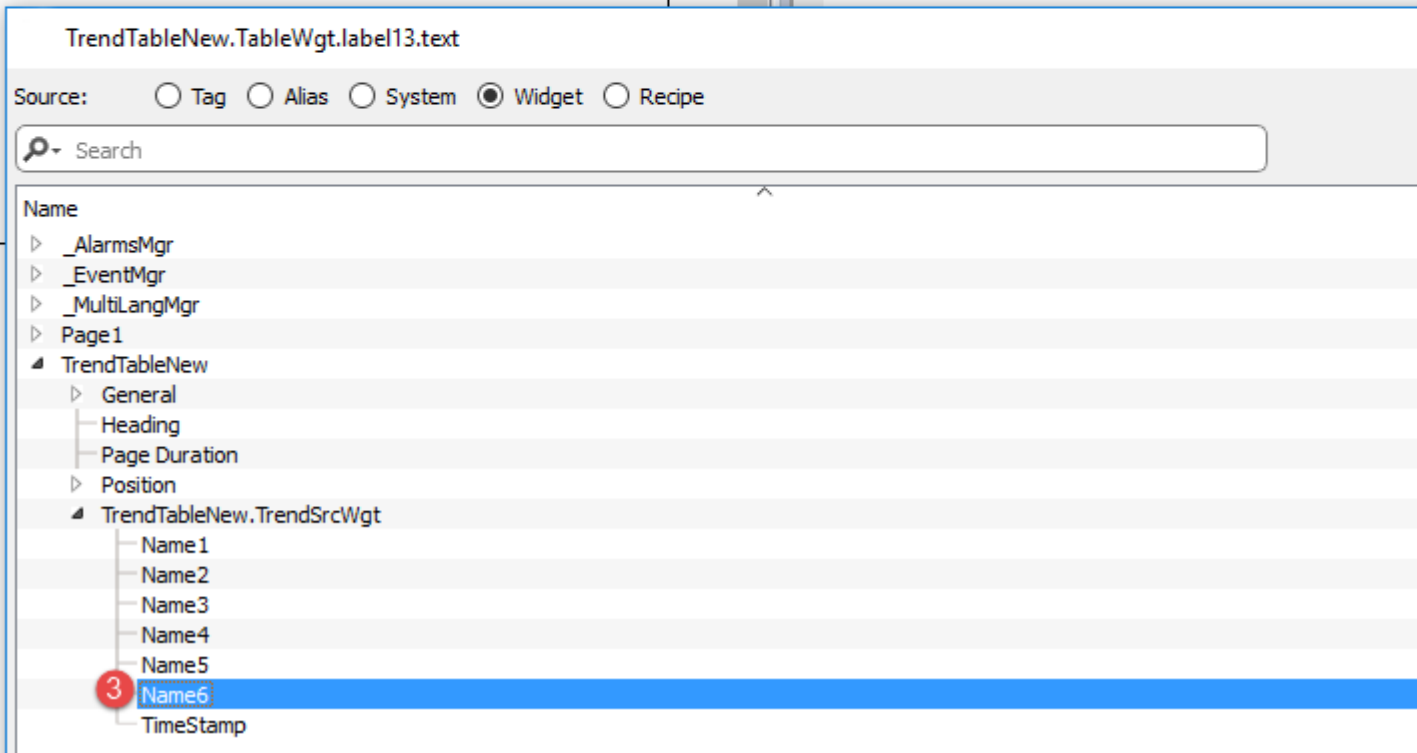 TrendTableNew.TableWgt.label13.text
Source: Tag Alias System Widget Recipe
Search
Name
_AlarmsMgr
_EventMgr
_MultiLangMgr
Page1
TrendTableNew
General
Heading
Page Duration
Position
TrendTableNew.TrendSrcWgt
Name1
Name2
Name3
Name4
Name5
3 Name6
TimeStamp